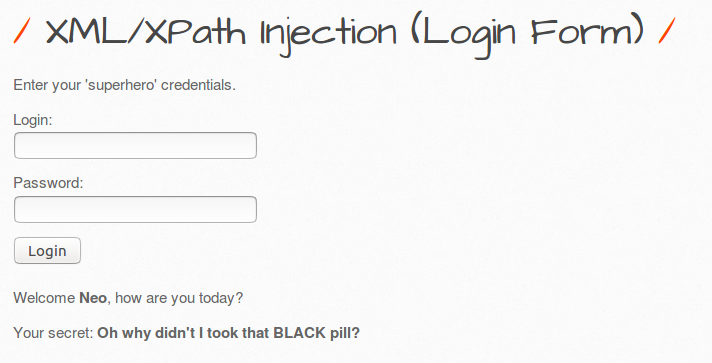 / XML/XPath Injection (Login Form) /
Enter your 'superhero' credentials.
Login:
Password:
Login
Welcome Neo, how are you today?
Your secret: Oh why didn't I took that BLACK pill?